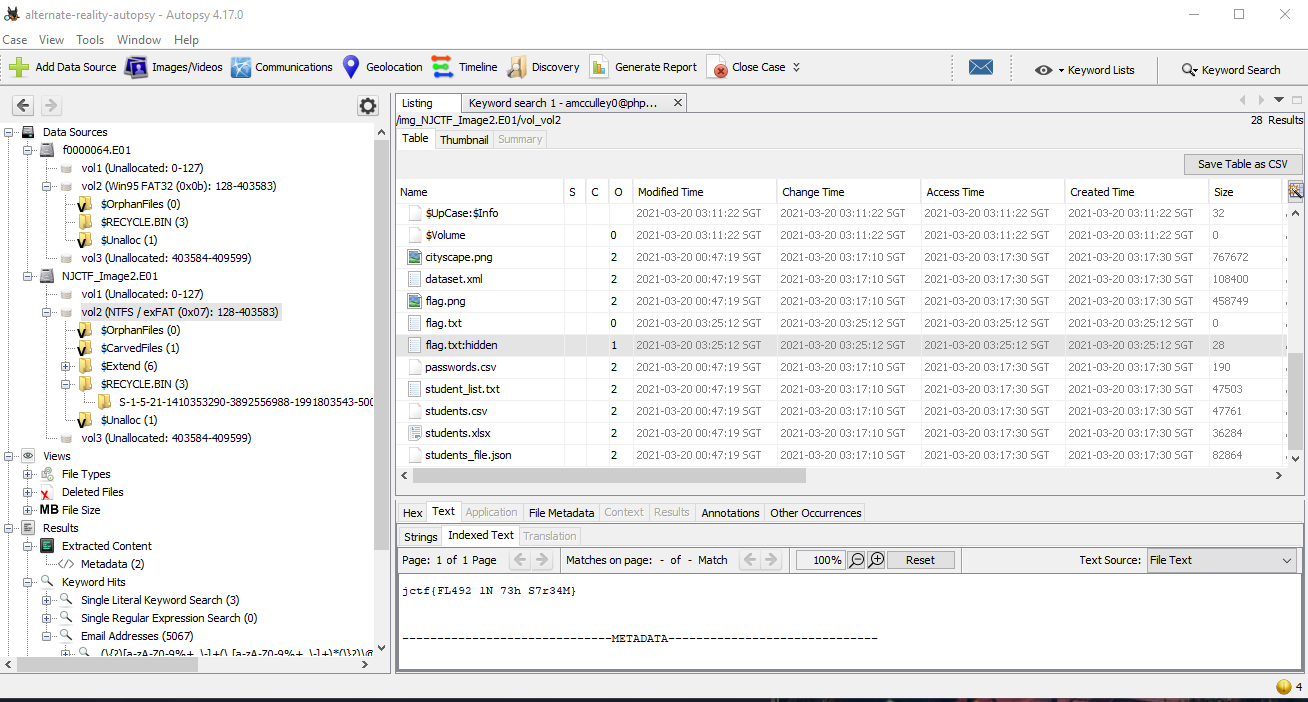 alternate-reality-autopsy - Autopsy 4.17.0
Case View Tools Window Help
Add Data Source Images/Videos Communications Geolocation Timeline Discovery Generate Report Close Case Keyword Lists Keyword Search
Data Sources
f0000064.E01
vol1 (Unallocated: 0-127)
vol2 (Win95 FAT32 (0x0b): 128-403583)
$OrphanFiles (0)
$RECYCLE.BIN (3)
$Unalloc (1)
vol3 (Unallocated: 403584-409599)
NJCTF_Image2.E01
vol1 (Unallocated: 0-127)
vol2 (NTFS / exFAT (0x07): 128-403583)
$OrphanFiles (0)
$CarvedFiles (1)
$Extend (6)
$RECYCLE.BIN (3)
S-1-5-21-1410353290-3892556988-1991803543-500
$Unalloc (1)
vol3 (Unallocated: 403584-409599)
Views
File Types
Deleted Files
MB File Size
Results
Extracted Content
Metadata (2)
Keyword Hits
Single Literal Keyword Search (3)
Single Regular Expression Search (0)
Email Addresses (5067)
Listing Keyword search 1 - amcculley0@php...
/img_NJCTF_Image2.E01/vol_vol2 28 Results
Table Thumbnail Summary
Save Table as CSV
Name S C O Modified Time Change Time Access Time Created Time Size
$UpCase:$Info 2021-03-20 03:11:22 SGT 2021-03-20 03:11:22 SGT 2021-03-20 03:11:22 SGT 2021-03-20 03:11:22 SGT 32
$Volume 0 2021-03-20 03:11:22 SGT 2021-03-20 03:11:22 SGT 2021-03-20 03:11:22 SGT 2021-03-20 03:11:22 SGT 0
cityscape.png 2 2021-03-20 00:47:19 SGT 2021-03-20 03:17:10 SGT 2021-03-20 03:17:30 SGT 2021-03-20 03:17:30 SGT 767672
dataset.xml 2 2021-03-20 00:47:19 SGT 2021-03-20 03:17:10 SGT 2021-03-20 03:17:30 SGT 2021-03-20 03:17:30 SGT 108400
flag.png 2 2021-03-20 00:47:19 SGT 2021-03-20 03:17:10 SGT 2021-03-20 03:17:30 SGT 2021-03-20 03:17:30 SGT 458749
flag.txt 0 2021-03-20 03:25:12 SGT 2021-03-20 03:25:12 SGT 2021-03-20 03:25:12 SGT 2021-03-20 03:25:12 SGT 0
flag.txt:hidden 1 2021-03-20 03:25:12 SGT 2021-03-20 03:25:12 SGT 2021-03-20 03:25:12 SGT 2021-03-20 03:25:12 SGT 28
passwords.csv 2 2021-03-20 00:47:19 SGT 2021-03-20 03:17:30 SGT 2021-03-20 03:17:30 SGT 2021-03-20 03:17:30 SGT 190
student_list.txt 2 2021-03-20 00:47:19 SGT 2021-03-20 03:17:10 SGT 2021-03-20 03:17:30 SGT 2021-03-20 03:17:30 SGT 47503
students.csv 2 2021-03-20 00:47:19 SGT 2021-03-20 03:17:10 SGT 2021-03-20 03:17:30 SGT 2021-03-20 03:17:30 SGT 47761
students.xlsx 2 2021-03-20 00:47:19 SGT 2021-03-20 03:17:10 SGT 2021-03-20 03:17:30 SGT 2021-03-20 03:17:30 SGT 36284
students_file.json 2 2021-03-20 00:47:19 SGT 2021-03-20 03:17:10 SGT 2021-03-20 03:17:30 SGT 2021-03-20 03:17:30 SGT 82864
Hex Text Application File Metadata Context Results Annotations Other Occurrences
Strings Indexed Text Translation
Page: 1 of 1 Page Matches on page: - of - Match 100% Reset Text Source: File Text
jctf{FL492 1N 73h S7r34M}
------------------------------METADATA------------------------------
4